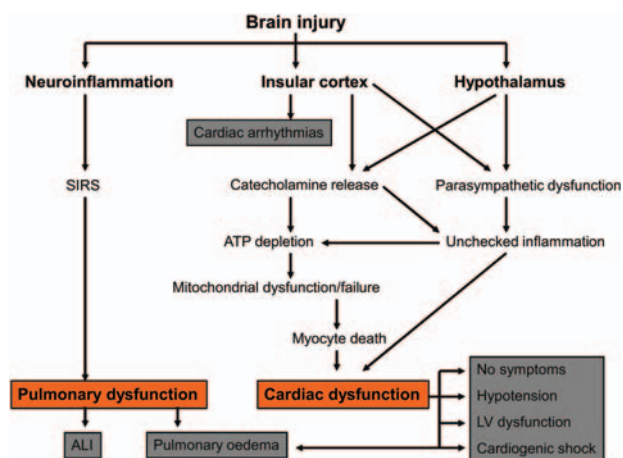 Brain injury
Neuroinflammation
Insular cortex
Hypothalamus
Cardiac arrhythmias
SIRS
Catecholamine release
Parasympathetic dysfunction
ATP depletion
Unchecked inflammation
Mitochondrial dysfunction/failure
Myocyte death
No symptoms
Pulmonary dysfunction
Cardiac dysfunction
Hypotension
LV dysfunction
ALI
Pulmonary oedema
Cardiogenic shock